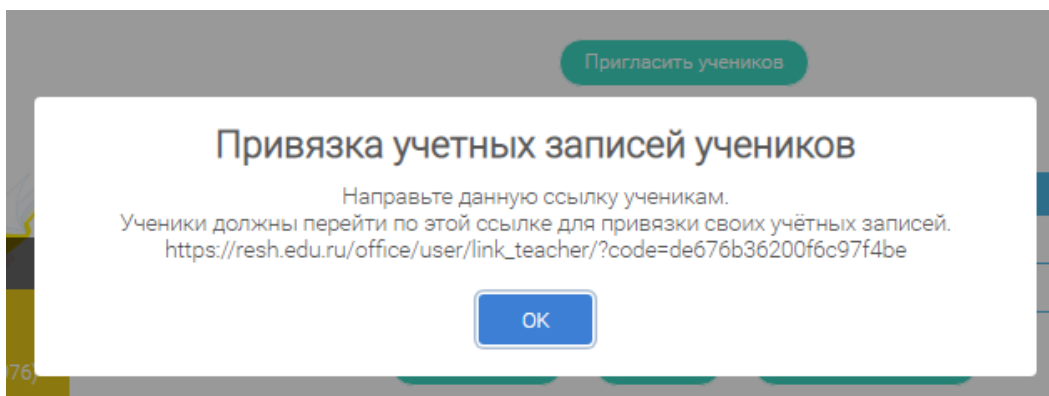 Пригласить учеников
Привязка учетных записей учеников
Направьте данную ссылку ученикам.
Ученики должны перейти по этой ссылке для привязки своих учётных записей.
https://resh.edu.ru/office/user/link_teacher/?code=de676b36200f6c97f4be
OK
76)